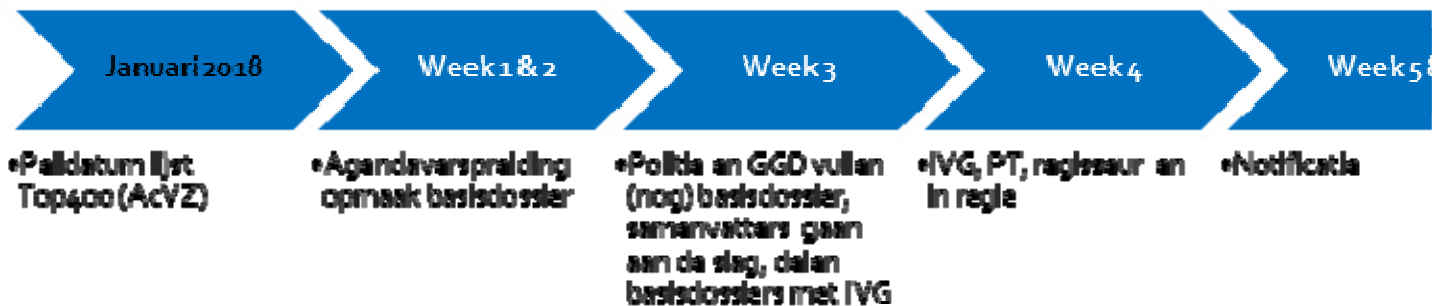 Januari 2018
Week 1 & 2
Week 3
Week 4
Week 5 &
•Peildatum lijst
Top400 (AcVZ)
•Agendaverspreiding
opmaak basisdossier
•Politie en GGD vullen
(nog) basisdossier,
samenvatters gaan
aan de slag, delen
basisdossiers met IVG
•IVG, PT, regisseur en
in regie
•Notificatie